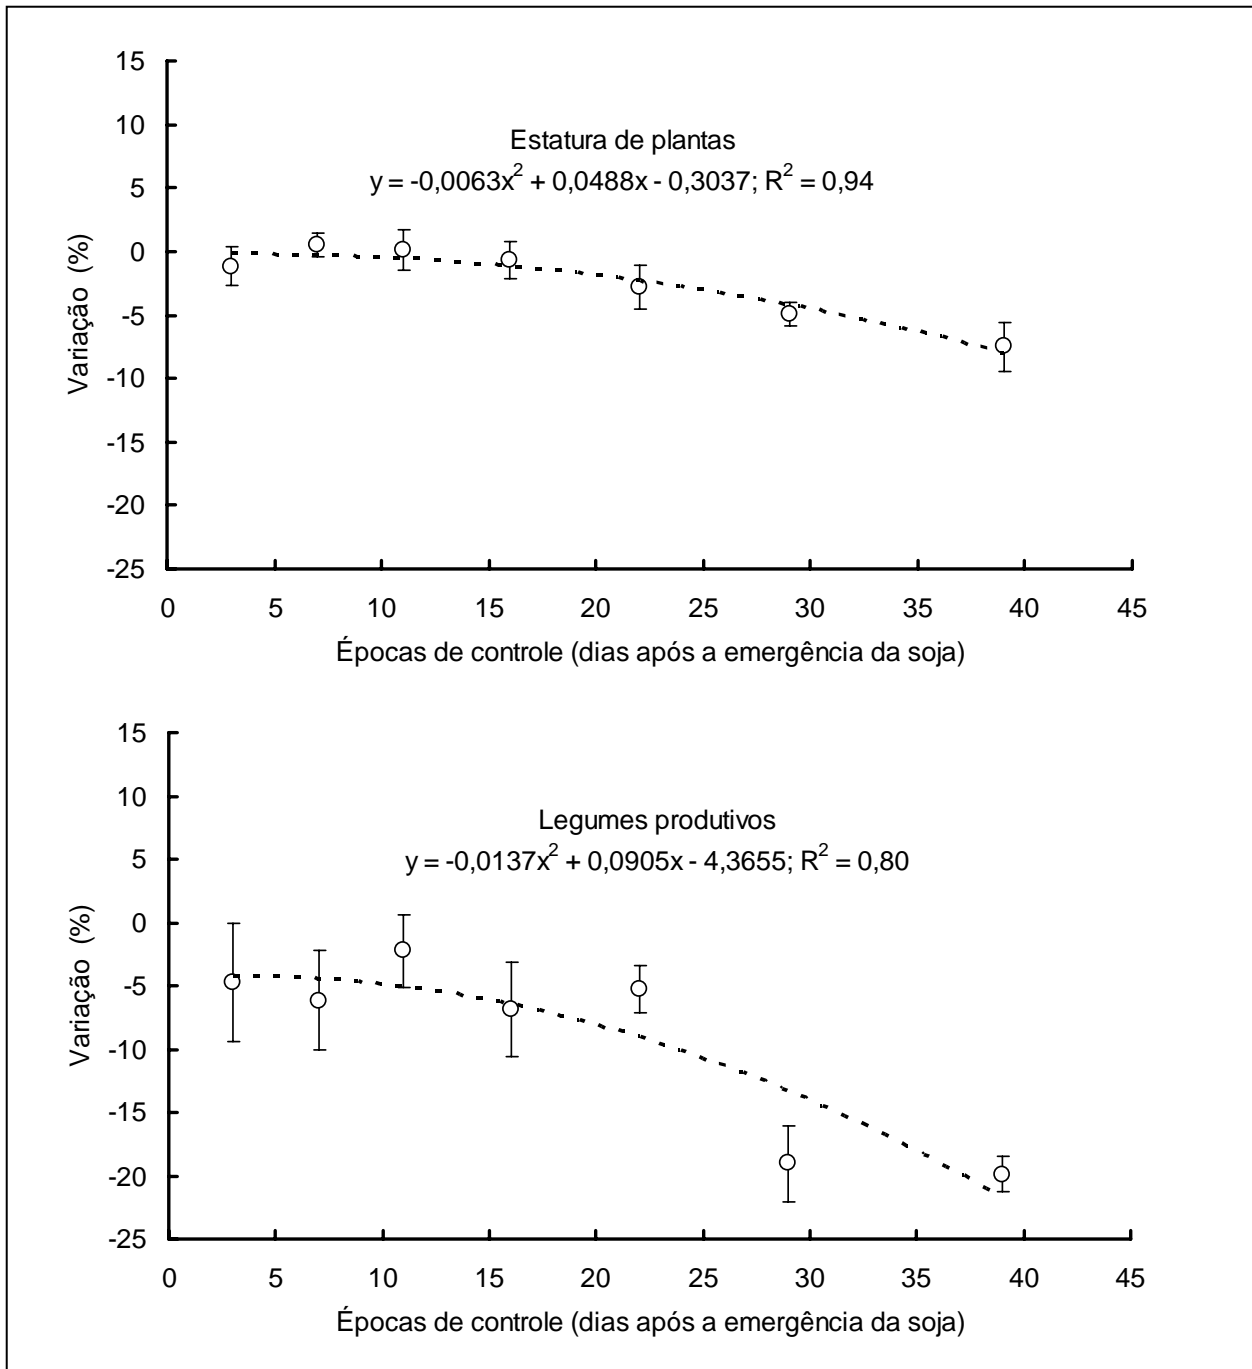 15
10
5
0
-5
-10
-15
-20
-25
Variação (%)
Estatura de plantas
y = -0,0063x² + 0,0488x - 0,3037; R² = 0,94
0 5 10 15 20 25 30 35 40 45
Épocas de controle (dias após a emergência da soja)
15
10
5
0
-5
-10
-15
-20
-25
Variação (%)
Legumes produtivos
y = -0,0137x² + 0,0905x - 4,3655; R² = 0,80
0 5 10 15 20 25 30 35 40 45
Épocas de controle (dias após a emergência da soja)